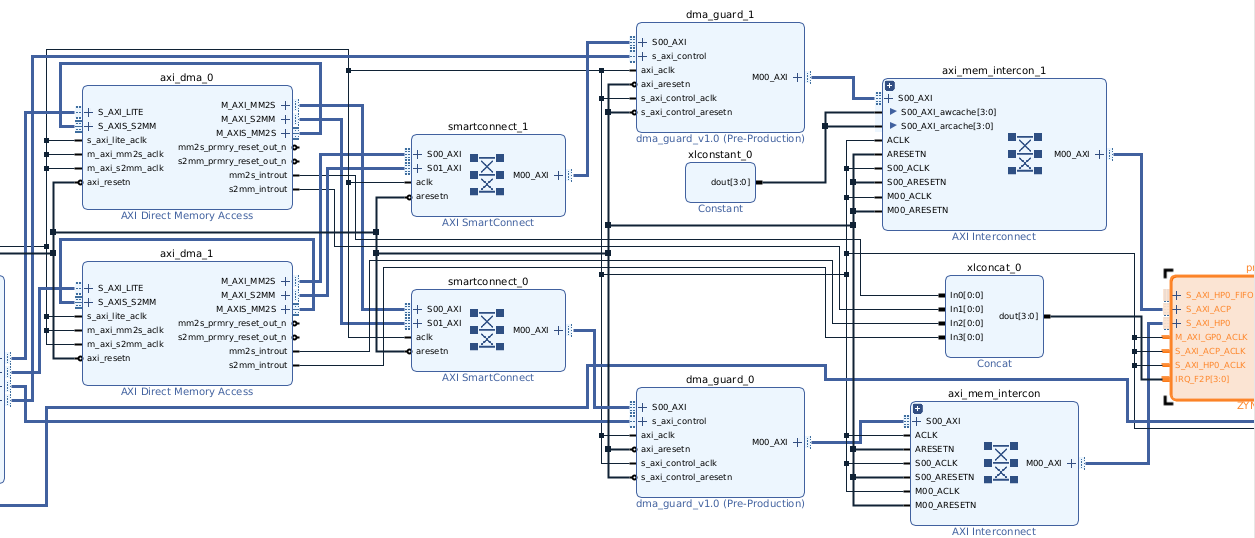 dma_guard_1
S00_AXI
s_axi_control
axi_aclk
axi_aresetn
s_axi_control_aclk
s_axi_control_aresetn
M00_AXI
dma_guard_v1.0 (Pre-Production)
axi_dma_0
S_AXI_LITE
S_AXIS_S2MM
s_axi_lite_aclk
m_axi_mm2s_aclk
m_axi_s2mm_aclk
axi_resetn
M_AXI_MM2S
M_AXI_S2MM
M_AXIS_MM2S
mm2s_prmry_reset_out_n
s2mm_prmry_reset_out_n
mm2s_introut
s2mm_introut
AXI Direct Memory Access
smartconnect_1
S00_AXI
S01_AXI
aclk
aresetn
M00_AXI
AXI SmartConnect
xlconstant_0
dout[3:0]
Constant
axi_mem_intercon_1
S00_AXI
S00_AXI_awcache[3:0]
S00_AXI_arcache[3:0]
ACLK
ARESETN
S00_ACLK
S00_ARESETN
M00_ACLK
M00_ARESETN
M00_AXI
AXI Interconnect
axi_dma_1
S_AXI_LITE
S_AXIS_S2MM
s_axi_lite_aclk
m_axi_mm2s_aclk
m_axi_s2mm_aclk
axi_resetn
M_AXI_MM2S
M_AXI_S2MM
M_AXIS_MM2S
mm2s_prmry_reset_out_n
s2mm_prmry_reset_out_n
mm2s_introut
s2mm_introut
AXI Direct Memory Access
smartconnect_0
S00_AXI
S01_AXI
aclk
aresetn
M00_AXI
AXI SmartConnect
xlconcat_0
In0[0:0]
In1[0:0]
In2[0:0]
In3[0:0]
dout[3:0]
Concat
S_AXI_HP0_FIFO
S_AXI_ACP
S_AXI_HP0
M_AXI_GP0_ACLK
S_AXI_ACP_ACLK
S_AXI_HP0_ACLK
IRQ_F2P[3:0]
ZYN
dma_guard_0
S00_AXI
s_axi_control
axi_aclk
axi_aresetn
s_axi_control_aclk
s_axi_control_aresetn
M00_AXI
dma_guard_v1.0 (Pre-Production)
axi_mem_intercon
S00_AXI
ACLK
ARESETN
S00_ACLK
S00_ARESETN
M00_ACLK
M00_ARESETN
M00_AXI
AXI Interconnect